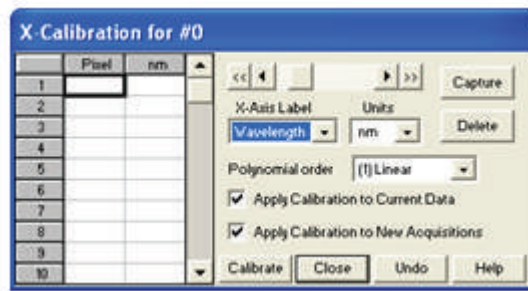 X-Calibration for #0
Pixel nm
1
2
3
4
5
6
7
8
9
10
<< >> Capture
X-Axis Label Units
Wavelength nm Delete
Polynomial order (1) Linear
Apply Calibration to Current Data
Apply Calibration to New Acquisitions
Calibrate Close Undo Help